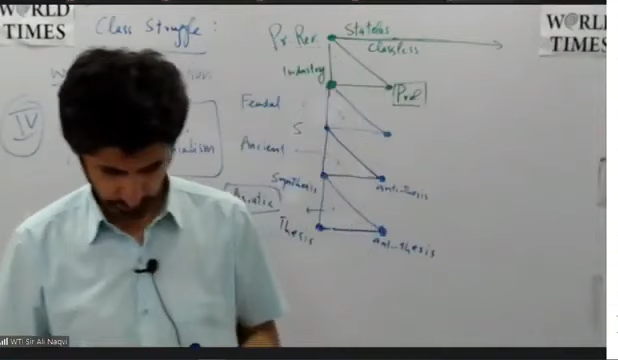 WORLD
TIMES
Class Struggle :
IV
Pr. Rev.
Stateless
Classless
Industry
Prol
Feudal
S
Ancient
Synthesis
anti-thesis
Asiatic
Thesis
anti-thesis
WORLD
TIMES
WTI Sir Ali Naqvi